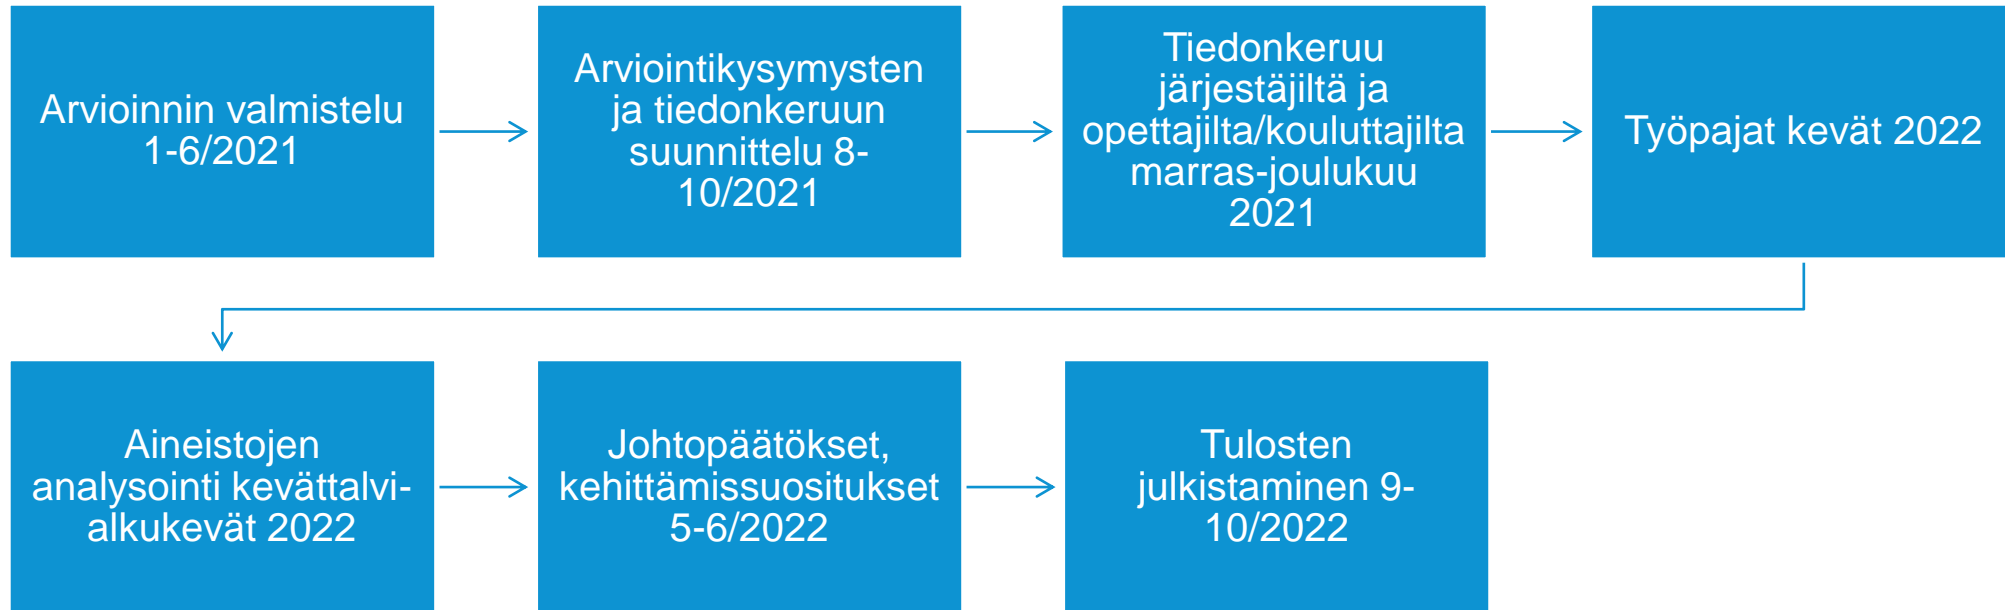 Arvioinnin valmistelu
1-6/2021
Arviointikysymysten
ja tiedonkeruun
suunnittelu 8-
10/2021
Tiedonkeruu
järjestäjiltä ja
opettajilta/kouluttajilta
marras-joulukuu
2021
Työpajat kevät 2022
Aineistojen
analysointi kevättalvi-
alkukevät 2022
Johtopäätökset,
kehittämissuositukset
5-6/2022
Tulosten
julkistaminen 9-
10/2022